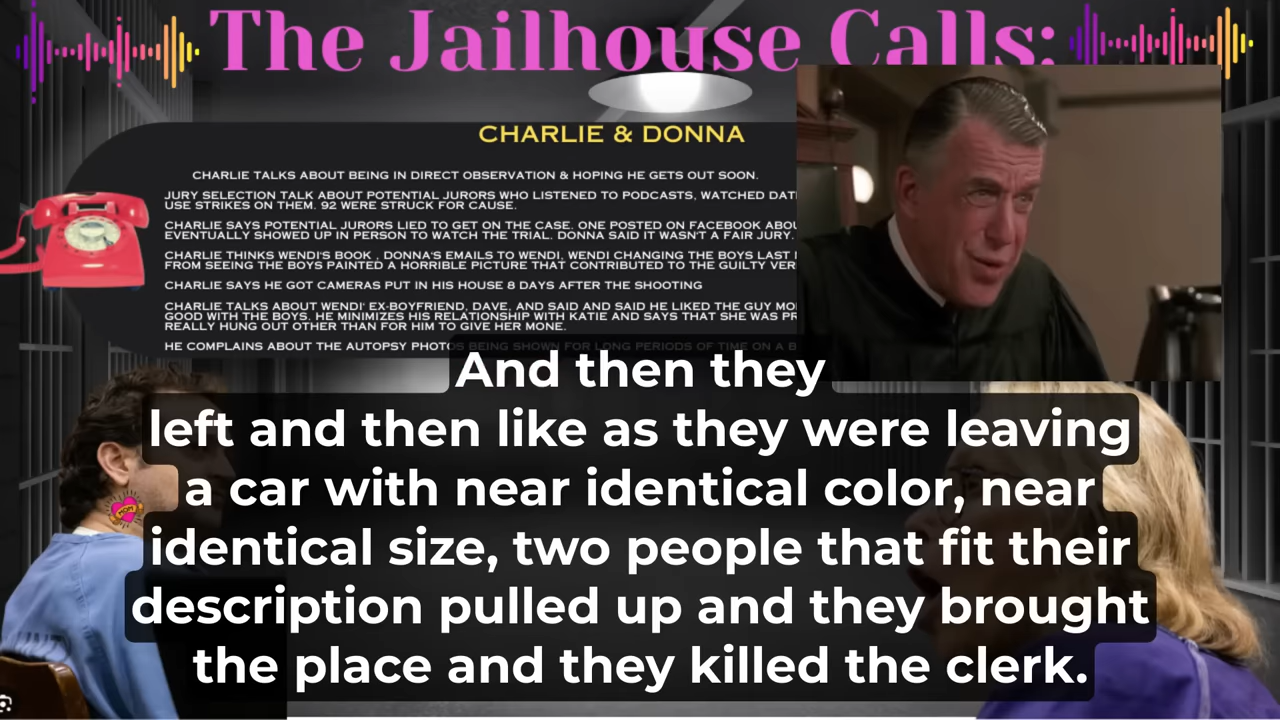 The Jailhouse Calls:
CHARLIE & DONNA
CHARLIE TALKS ABOUT BEING IN DIRECT OBSERVATION & HOPING HE GETS OUT SOON.
JURY SELECTION TALK ABOUT POTENTIAL JURORS WHO LISTENED TO PODCASTS, WATCHED
USE STRIKES ON THEM. 92 WERE STRUCK FOR CAUSE.
CHARLIE SAYS POTENTIAL JURORS LIED TO GET ON THE CASE. ONE POSTED ON FACEBOOK
EVENTUALLY SHOWED UP IN PERSON TO WATCH THE TRIAL. DONNA SAID IT WASN'T A FAIR JURY.
CHARLIE THINKS WENDI'S BOOK , DONNA'S EMAILS TO WENDI, WENDI CHANGING THE BOYS LAST
FROM SEEING THE BOYS PAINTED A HORRIBLE PICTURE THAT CONTRIBUTED TO THE GUILTY
CHARLIE SAYS HE GOT CAMERAS PUT IN HIS HOUSE 8 DAYS AFTER THE SHOOTING
CHARLIE TALKS ABOUT WENDI' EX-BOYFRIEND, DAVE, AND SAID AND SAID HE LIKED THE GUY
GOOD WITH THE BOYS. HE MINIMIZES HIS RELATIONSHIP WITH KATIE AND SAYS THAT SHE WAS
REALLY HUNG OUT OTHER THAN FOR HIM TO GIVE HER MONE.
HE COMPLAINS ABOUT THE AUTOPSY PHOTOS BEING SHOWN FOR LONG PERIODS OF TIME ON A
And then they
left and then like as they were leaving
a car with near identical color, near
identical size, two people that fit their
description pulled up and they brought
the place and they killed the clerk.
MOM